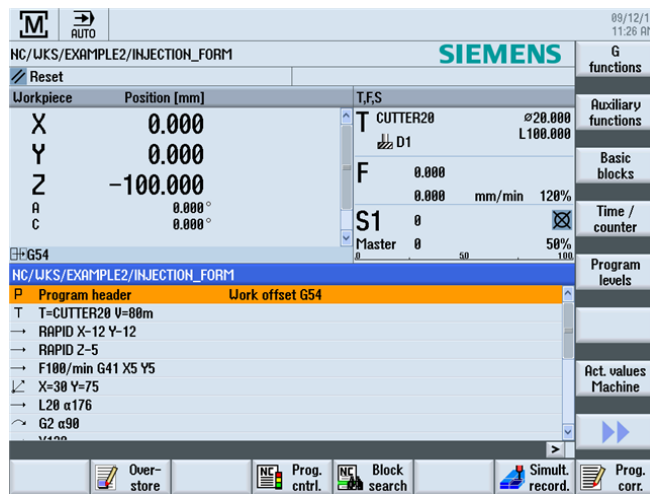 M AUTO
09/12/1
11:26 AM
NC/WKS/EXAMPLE2/INJECTION_FORM
SIEMENS
Reset
Workpiece Position [mm]
X 0.000
Y 0.000
Z -100.000
A 0.000°
C 0.000°
G54
T,F,S
T CUTTER20 ø20.000
D1 L100.000
F 0.000
0.000 mm/min 120%
S1 0
Master 0 50%
0 50 100
NC/WKS/EXAMPLE2/INJECTION_FORM
P Program header Work offset G54
T T=CUTTER20 V=80m
RAPID X-12 Y-12
RAPID Z-5
F100/min G41 X5 Y5
X=30 Y=75
L20 α176
G2 α90
G
functions
Auxiliary
functions
Basic
blocks
Time /
counter
Program
levels
Act. values
Machine
>
Over-
store
NC Prog.
cntrl.
NC Block
search
Simult.
record.
Prog.
corr.